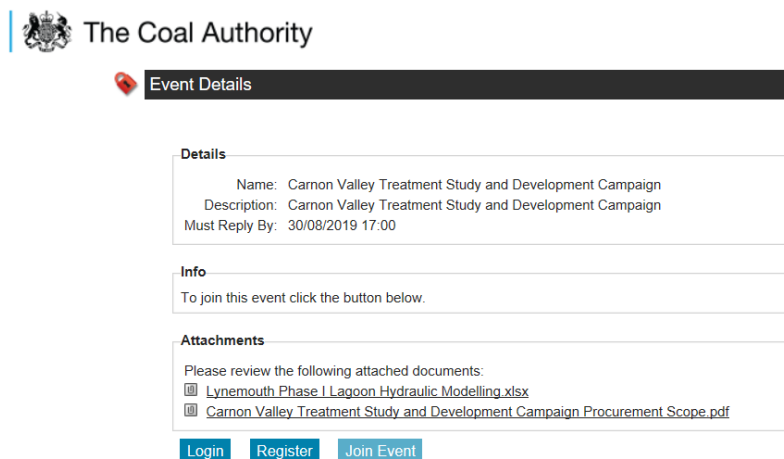 The Coal Authority
Event Details
Details
Name: Carnon Valley Treatment Study and Development Campaign
Description: Carnon Valley Treatment Study and Development Campaign
Must Reply By: 30/08/2019 17:00
Info
To join this event click the button below.
Attachments
Please review the following attached documents:
Lynemouth Phase I Lagoon Hydraulic Modelling.xlsx
Carnon Valley Treatment Study and Development Campaign Procurement Scope.pdf
Login Register Join Event